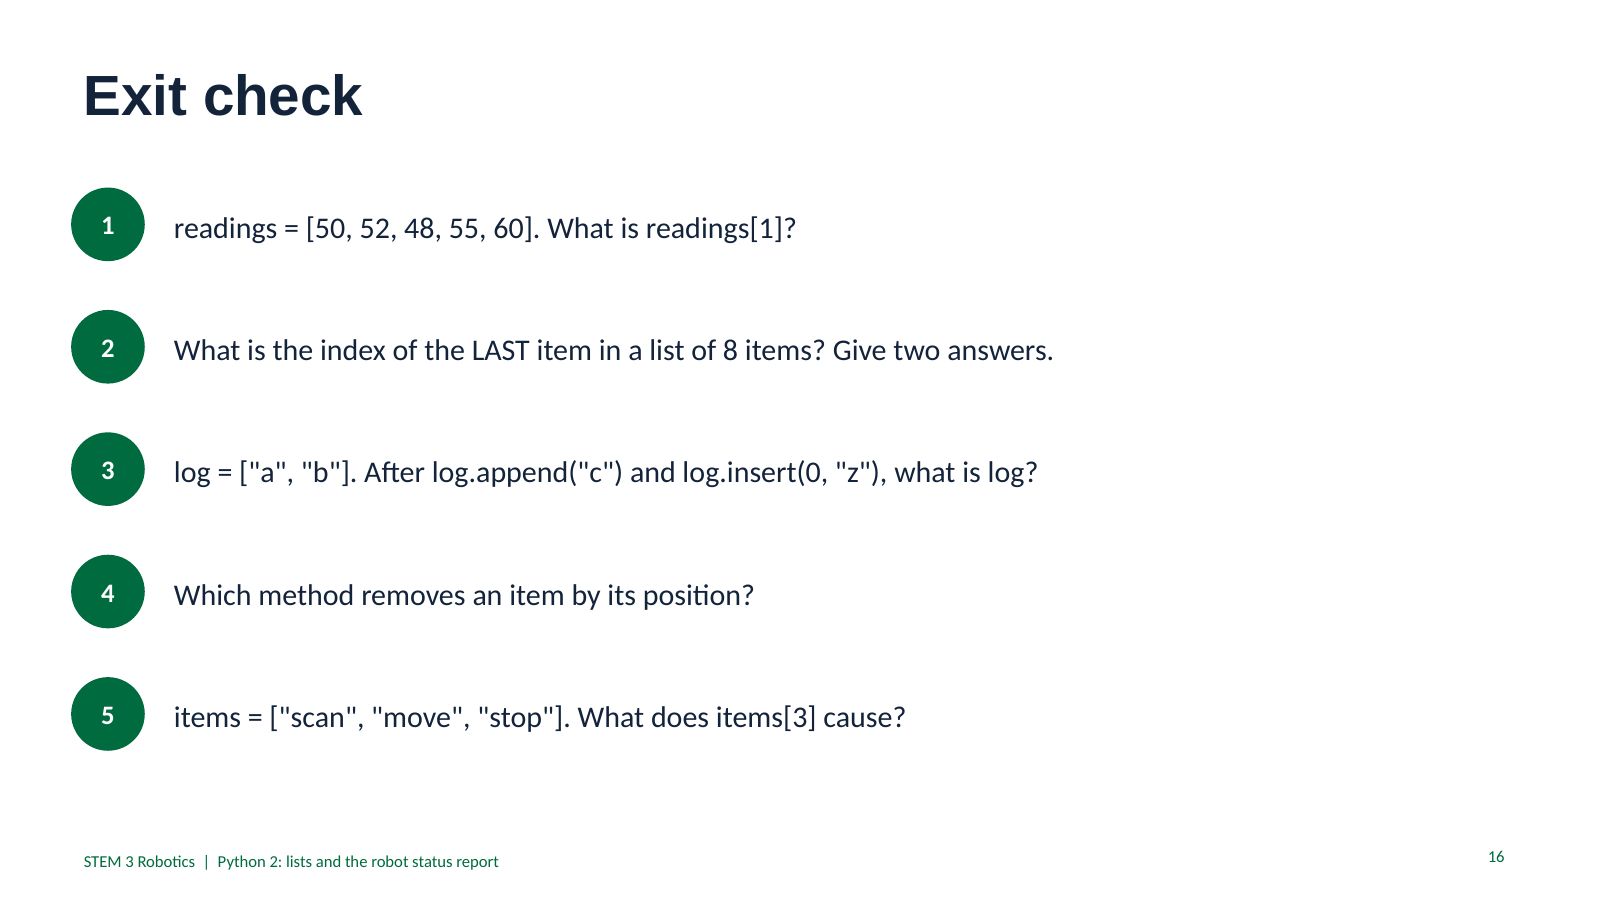 Exit check
1 readings = [50, 52, 48, 55, 60]. What is readings[1]?
2 What is the index of the LAST item in a list of 8 items? Give two answers.
3 log = ["a", "b"]. After log.append("c") and log.insert(0, "z"), what is log?
4 Which method removes an item by its position?
5 items = ["scan", "move", "stop"]. What does items[3] cause?
STEM 3 Robotics | Python 2: lists and the robot status report
16